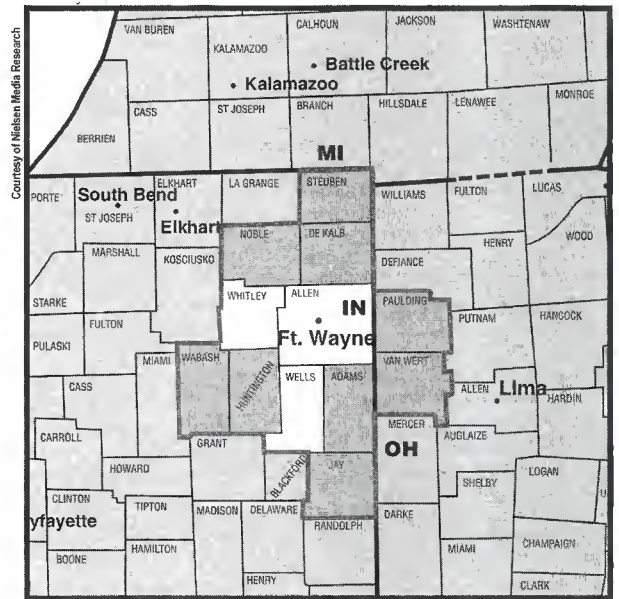 Courtesy of Nielsen Media Research
VAN BUREN
CALHOUN
JACKSON
WASHTENAW
KALAMAZOO
Battle Creek
Kalamazoo
CASS
ST JOSEPH
BRANCH
HILLSDALE
LENAWEE
MONROE
BERRIEN
MI
PORTE
South Bend
ELKHART
LA GRANGE
STEUBEN
WILLIAMS
FULTON
LUCAS
ST JOSEPH
Elkhart
NOBLE
DE KALB
HENRY
WOOD
MARSHALL
KOSCIUSKO
DEFIANCE
STARKE
WHITLEY
ALLEN
IN
PAULDING
PUTNAM
HANCOCK
FULTON
Ft. Wayne
PULASKI
MIAMI
WABASH
HUNTINGTON
WELLS
ADAMS
VAN WERT
ALLEN
Lima
HARDIN
CASS
MERCER
CARROLL
GRANT
OH
AUGLAIZE
HOWARD
BLACKFORD
JAY
LOGAN
SHELBY
U
CLINTON
TIPTON
MADISON
DELAWARE
yfayette
RANDOLPH
DARKE
BOONE
HAMILTON
MIAMI
CHAMPAIGN
HENRY
CLARK